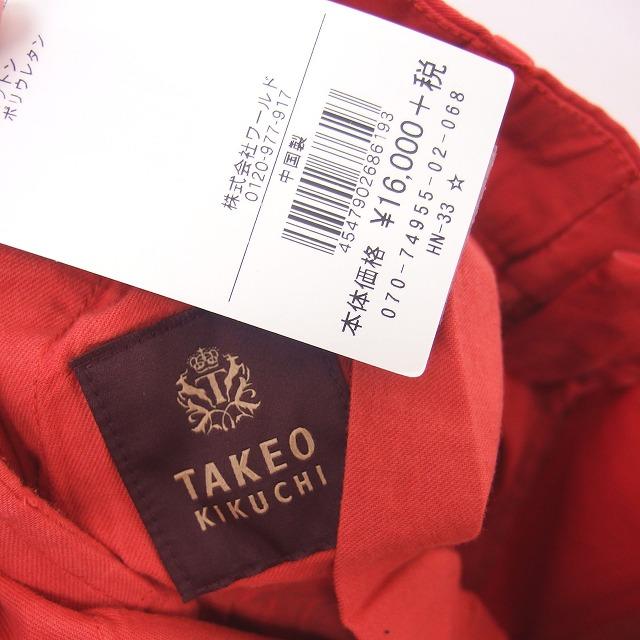 ポリウレタン
株式会社ワールド
0120-977-917
中国製
4547902686193
本体価格 ¥16,000+税
070-74955-02-068
HN-33 ☆
T
TAKEO
KIKUCHI